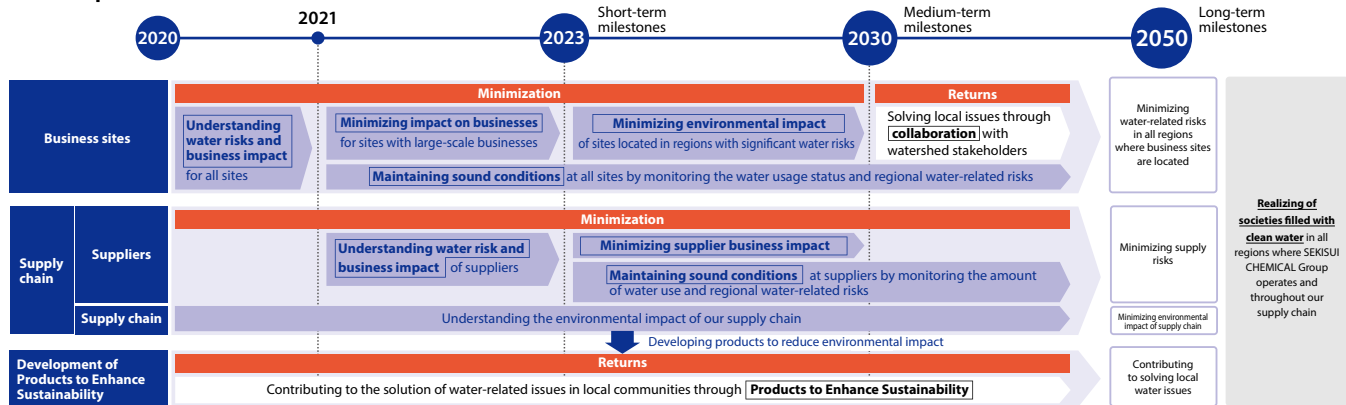 2020
2021
2023
Short-term
milestones
2030
Medium-term
milestones
2050
Long-term
milestones
Business sites
Minimization
Returns
Understanding
water risks and
business impact
for all sites
Minimizing impact on businesses
for sites with large-scale businesses
Minimizing environmental impact
of sites located in regions with significant water risks
Solving local issues through
collaboration with
watershed stakeholders
Maintaining sound conditions at all sites by monitoring the water usage status and regional water-related risks
Minimizing
water-related risks
in all regions
where business sites
are located
Supply
chain
Suppliers
Minimization
Understanding water risk and
business impact of suppliers
Minimizing supplier business impact
Maintaining sound conditions at suppliers by monitoring the amount
of water use and regional water-related risks
Minimizing supply
risks
Supply chain
Understanding the environmental impact of our supply chain
Minimizing environmental
impact of supply chain
Developing products to reduce environmental impact
Development of
Products to Enhance
Sustainability
Returns
Contributing to the solution of water-related issues in local communities through Products to Enhance Sustainability
Contributing
to solving local
water issues
Realizing of
societies filled with
clean water in all
regions where SEKISUI
CHEMICAL Group
operates and
throughout our
supply chain